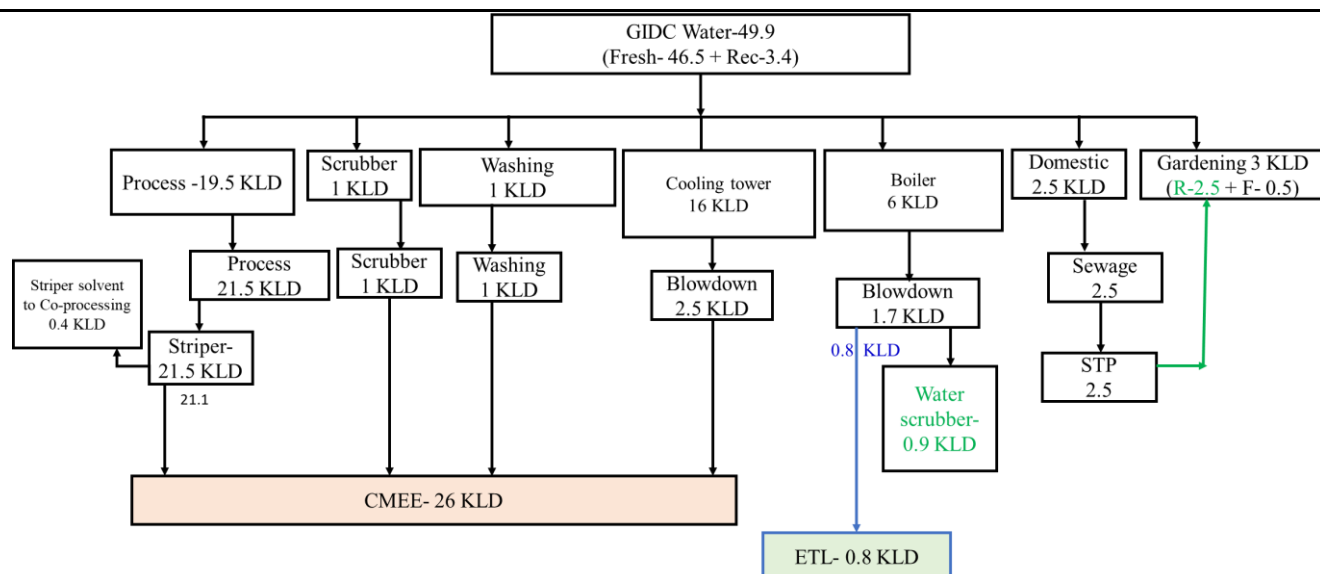 GIDC Water-49.9
(Fresh- 46.5 + Rec-3.4)
Process -19.5 KLD
Scrubber
1 KLD
Washing
1 KLD
Cooling tower
16 KLD
Boiler
6 KLD
Domestic
2.5 KLD
Gardening 3 KLD
(R-2.5 + F- 0.5)
Process
21.5 KLD
Scrubber
1 KLD
Washing
1 KLD
Blowdown
2.5 KLD
Blowdown
1.7 KLD
Sewage
2.5
Striper solvent
to Co-processing
0.4 KLD
Striper-
21.5 KLD
21.1
0.8 KLD
Water
scrubber-
0.9 KLD
STP
2.5
CMEE- 26 KLD
ETL- 0.8 KLD